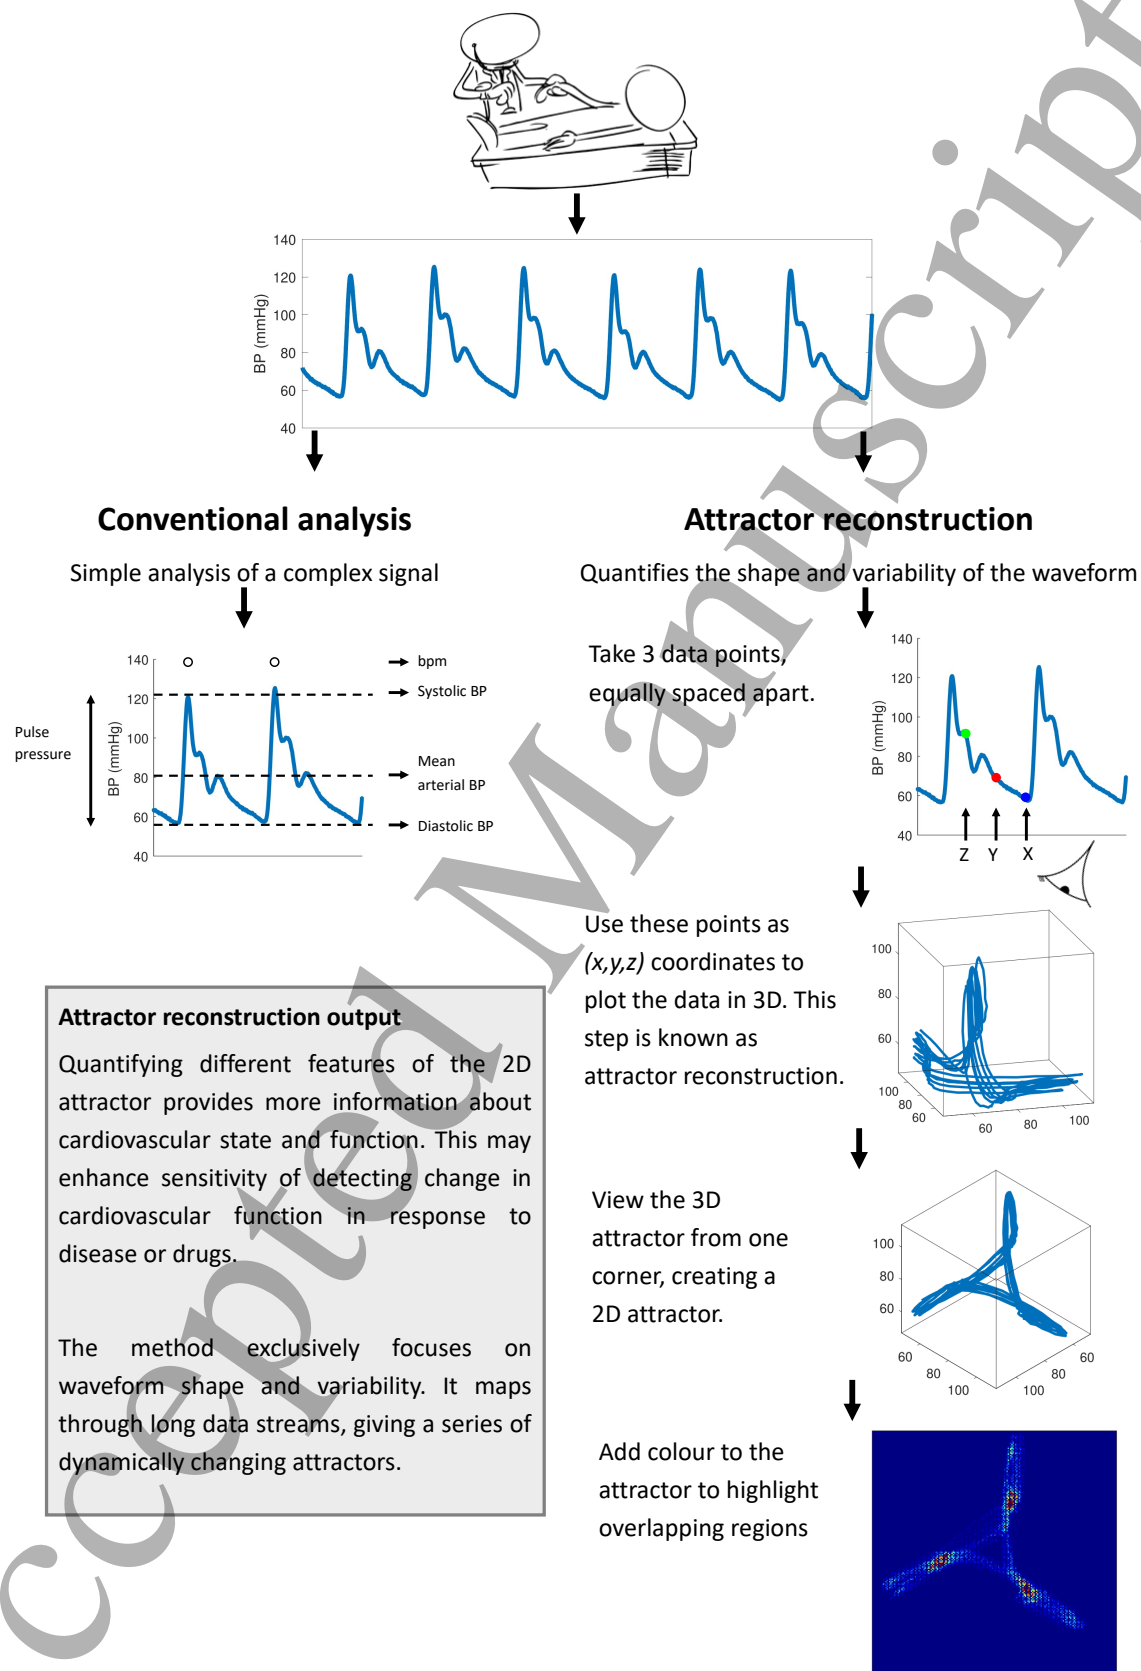 140
120
100
80
60
40
BP (mmHg)
Conventional analysis
Simple analysis of a complex signal
140
120
100
80
60
40
BP (mmHg)
Pulse
pressure
bpm
Systolic BP
Mean
arterial BP
Diastolic BP
Attractor reconstruction
Quantifies the shape and variability of the waveform
Take 3 data points,
equally spaced apart.
140
120
100
80
60
40
BP (mmHg)
Z Y X
Use these points as
(x,y,z) coordinates to
plot the data in 3D. This
step is known as
attractor reconstruction.
100
80
60
100
80
60
60
80
100
View the 3D
attractor from one
corner, creating a
2D attractor.
100
80
60
60
80
100
100
80
60
Add colour to the
attractor to highlight
overlapping regions
Attractor reconstruction output
Quantifying different features of the 2D
attractor provides more information about
cardiovascular state and function. This may
enhance sensitivity of detecting change in
cardiovascular function in response to
disease or drugs.
The method exclusively focuses on
waveform shape and variability. It maps
through long data streams, giving a series of
dynamically changing attractors.
ccepted Manuscript